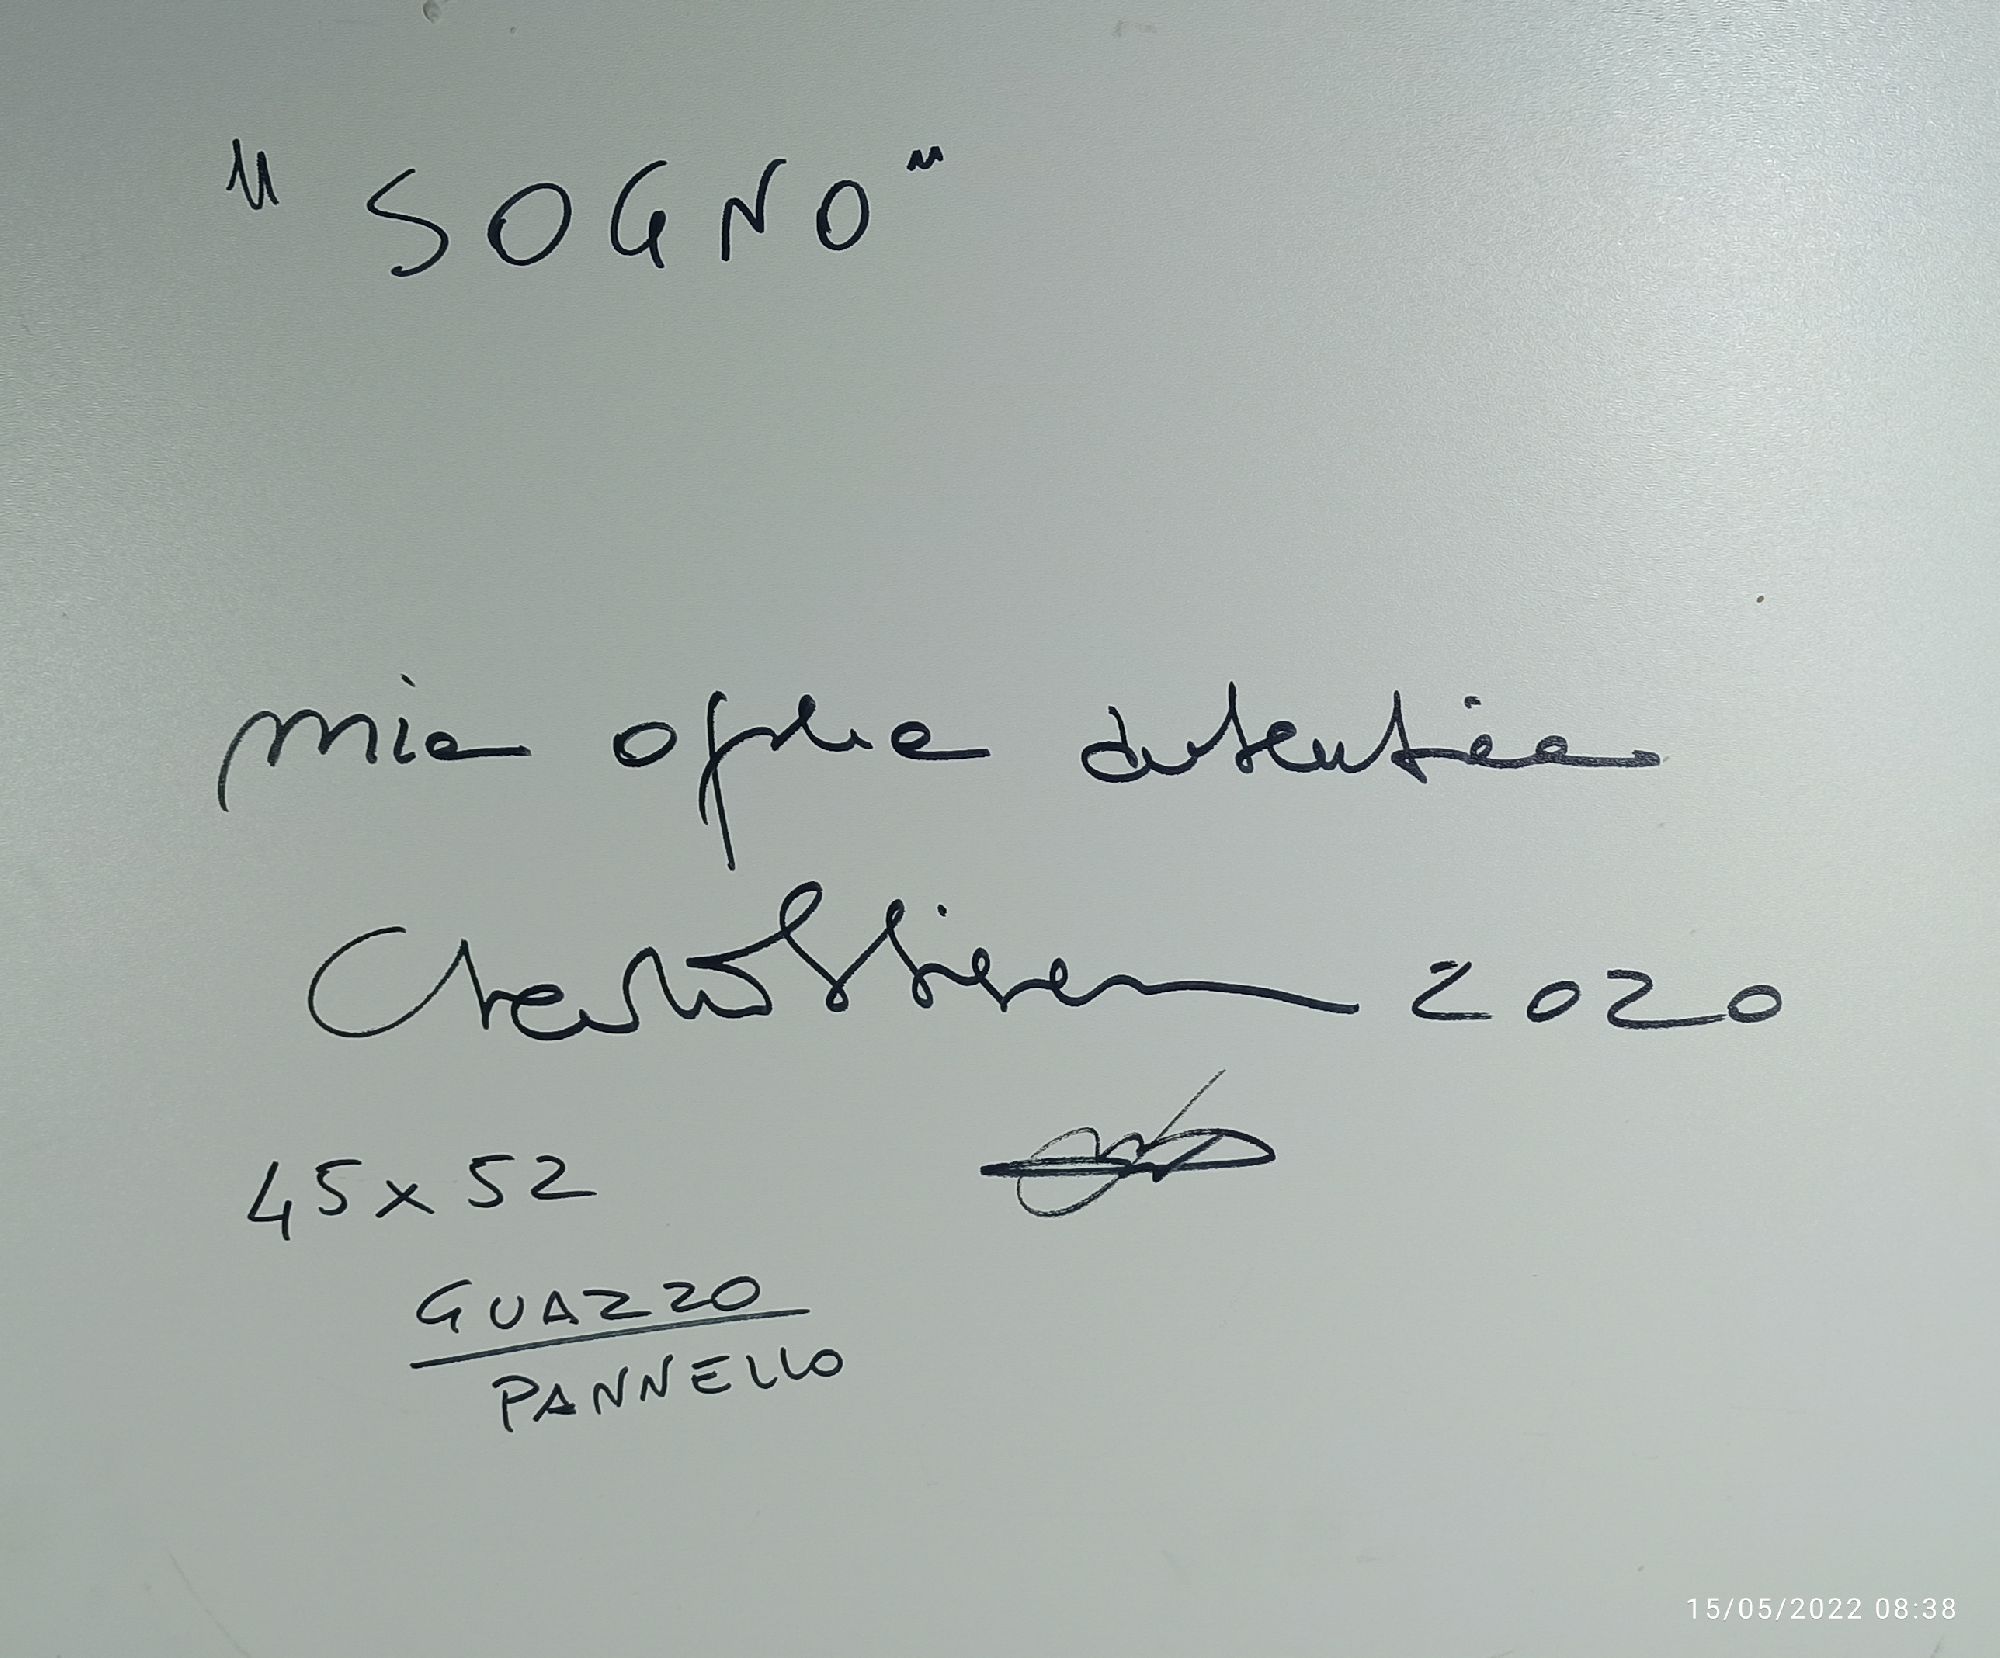 "SOGNO"
mia opera autentica
2020
45x52
GUAZZO
PANNELLO
15/05/2022 08:38